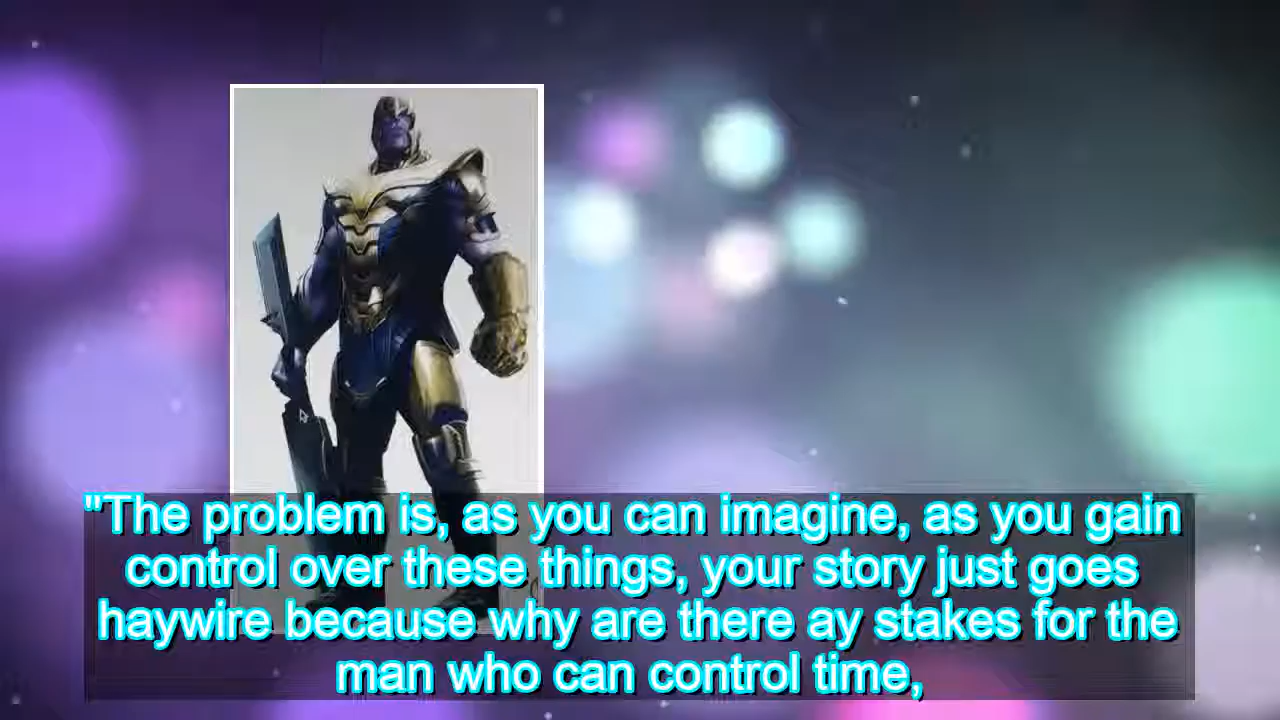 "The problem is, as you can imagine, as you gain
control over these things, your story just goes
haywire because why are there ay stakes for the
man who can control time,